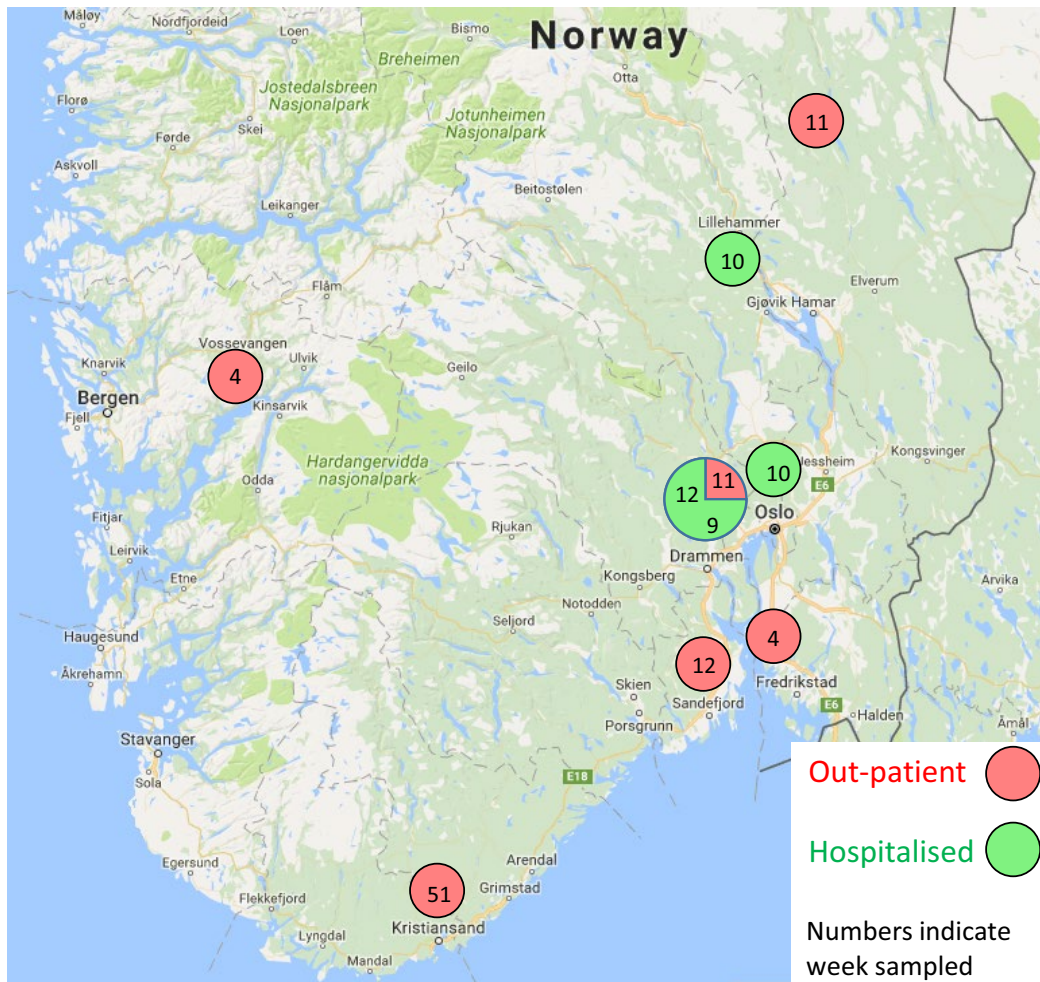 Måløy
Nordfjordeid
Loen
Bismo
Norway
Breheimen
Otta
Jostedalsbreen
Nasjonalpark
Florø
Skei
Jotunheimen
Nasjonalpark
11
Førde
Askvoll
Leikanger
Beitostølen
Lillehammer
10
Elverum
Flåm
Gjøvik
Hamar
Vossevangen
Knarvik
Ulvik
4
Geilo
Bergen
Fjell
Kinsarvik
Hardangervidda
nasjonalpark
Kongsvinger
essheim
10
E6
Odda
11
12
9
Oslo
Fitjar
Rjukan
Leirvik
Drammen
Etne
Kongsberg
Arvika
Notodden
Seljord
Haugesund
4
12
Åkrehamn
Skien
Fredrikstad
Sandefjord
E6
Porsgrunn
Halden
Åmål
Stavanger
Sola
E18
Out-patient
Hospitalised
Egersund
Arendal
51
Grimstad
Flekkefjord
Kristiansand
Lyngdal
Mandal
Numbers indicate
week sampled